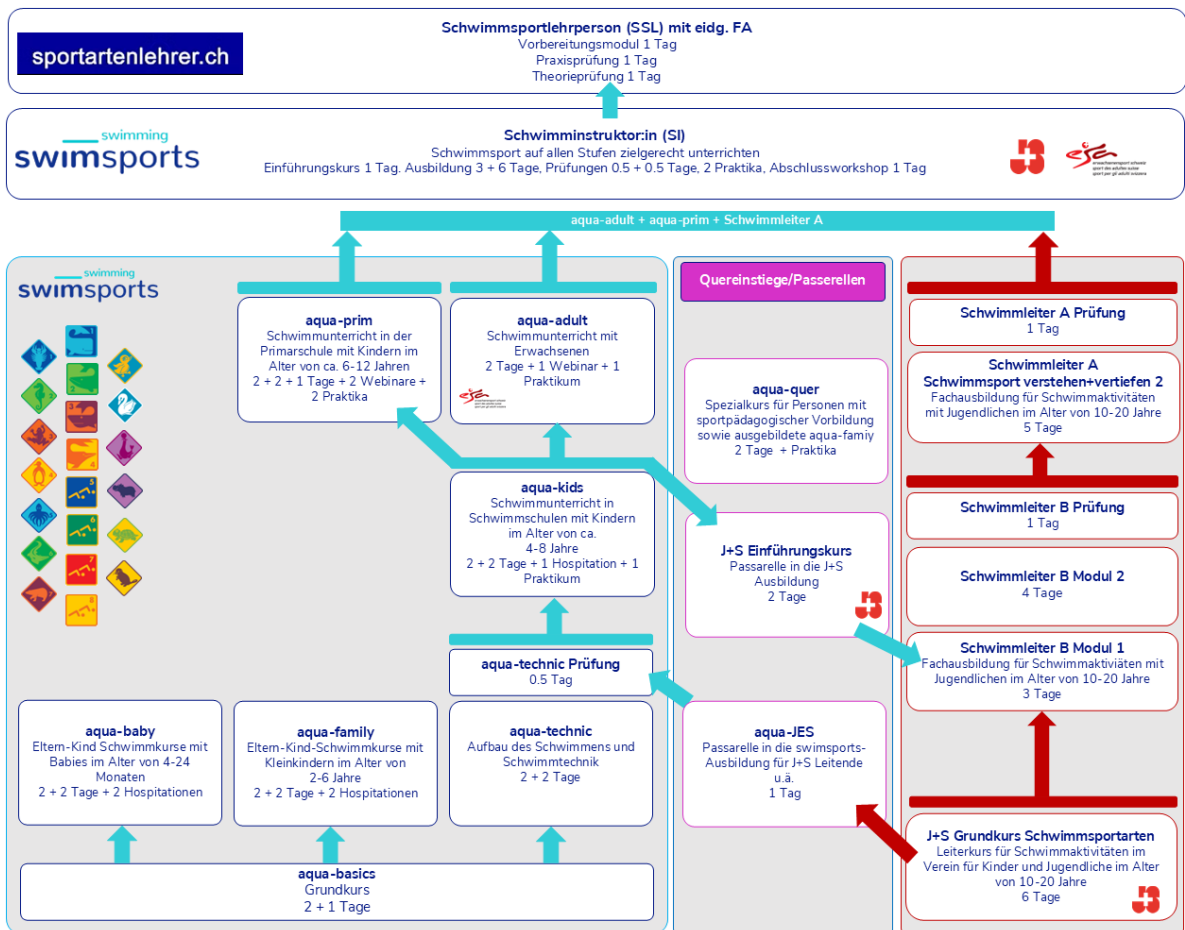 Schwimmsportlehrperson (SSL) mit eidg. FA
Vorbereitungsmodul 1 Tag
Praxisprüfung 1 Tag
Theorieprüfung 1 Tag
sportartenlehrer.ch
swimming
swimsports
Schwimminstruktor:in (SI)
Schwimmsport auf allen Stufen zielgerecht unterrichten
Einführungskurs 1 Tag. Ausbildung 3 + 6 Tage, Prüfungen 0.5 + 0.5 Tage, 2 Praktika, Abschlussworkshop 1 Tag
aqua-adult + aqua-prim + Schwimmleiter A
swimming
swimsports
aqua-prim
Schwimmunterricht in der
Primarschule mit Kindern im
Alter von ca. 6-12 Jahren
2 + 2 + 1 Tage + 2 Webinare +
2 Praktika
aqua-adult
Schwimmunterricht mit
Erwachsenen
2 Tage + 1 Webinar + 1
Praktikum
aqua-kids
Schwimmunterricht in
Schwimmschulen mit Kindern
im Alter von ca.
4-8 Jahre
2 + 2 Tage + 1 Hospitation + 1
Praktikum
aqua-technic Prüfung
0.5 Tag
aqua-baby
Eltern-Kind Schwimmkurse mit
Babies im Alter von 4-24
Monaten
2 + 2 Tage + 2 Hospitationen
aqua-family
Eltern-Kind-Schwimmkurse mit
Kleinkindern im Alter von
2-6 Jahre
2 + 2 Tage + 2 Hospitationen
aqua-technic
Aufbau des Schwimmens und
Schwimmtechnik
2 + 2 Tage
aqua-basics
Grundkurs
2 + 1 Tage
Quereinstiege/Passerellen
aqua-quer
Spezialkurs für Personen mit
sportpädagogischer Vorbildung
sowie ausgebildete aqua-famiy
2 Tage + Praktika
J+S Einführungskurs
Passarelle in die J+S
Ausbildung
2 Tage
aqua-JES
Passarelle in die swimsports-
Ausbildung für J+S Leitende
u.ä.
1 Tag
Schwimmleiter A Prüfung
1 Tag
Schwimmleiter A
Schwimmsport verstehen+vertiefen 2
Fachausbildung für Schwimmaktivitäten
mit Jugendlichen im Alter von 10-20 Jahre
5 Tage
Schwimmleiter B Prüfung
1 Tag
Schwimmleiter B Modul 2
4 Tage
Schwimmleiter B Modul 1
Fachausbildung für Schwimmaktiviäten mit
Jugendlichen im Alter von 10-20 Jahre
3 Tage
J+S Grundkurs Schwimmsportarten
Leiterkurs für Schwimmaktivitäten im
Verein für Kinder und Jugendliche im Alter
von 10-20 Jahre
6 Tage